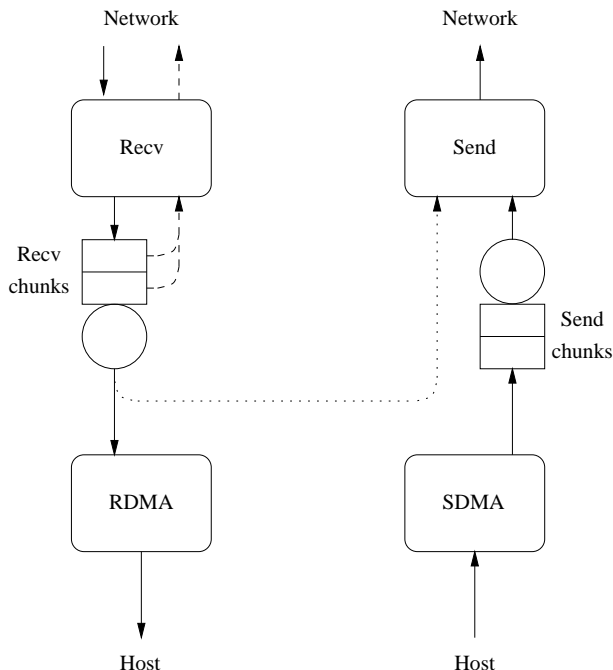 Network
Network
Recv
Send
Recv
chunks
Send
chunks
RDMA
SDMA
Host
Host